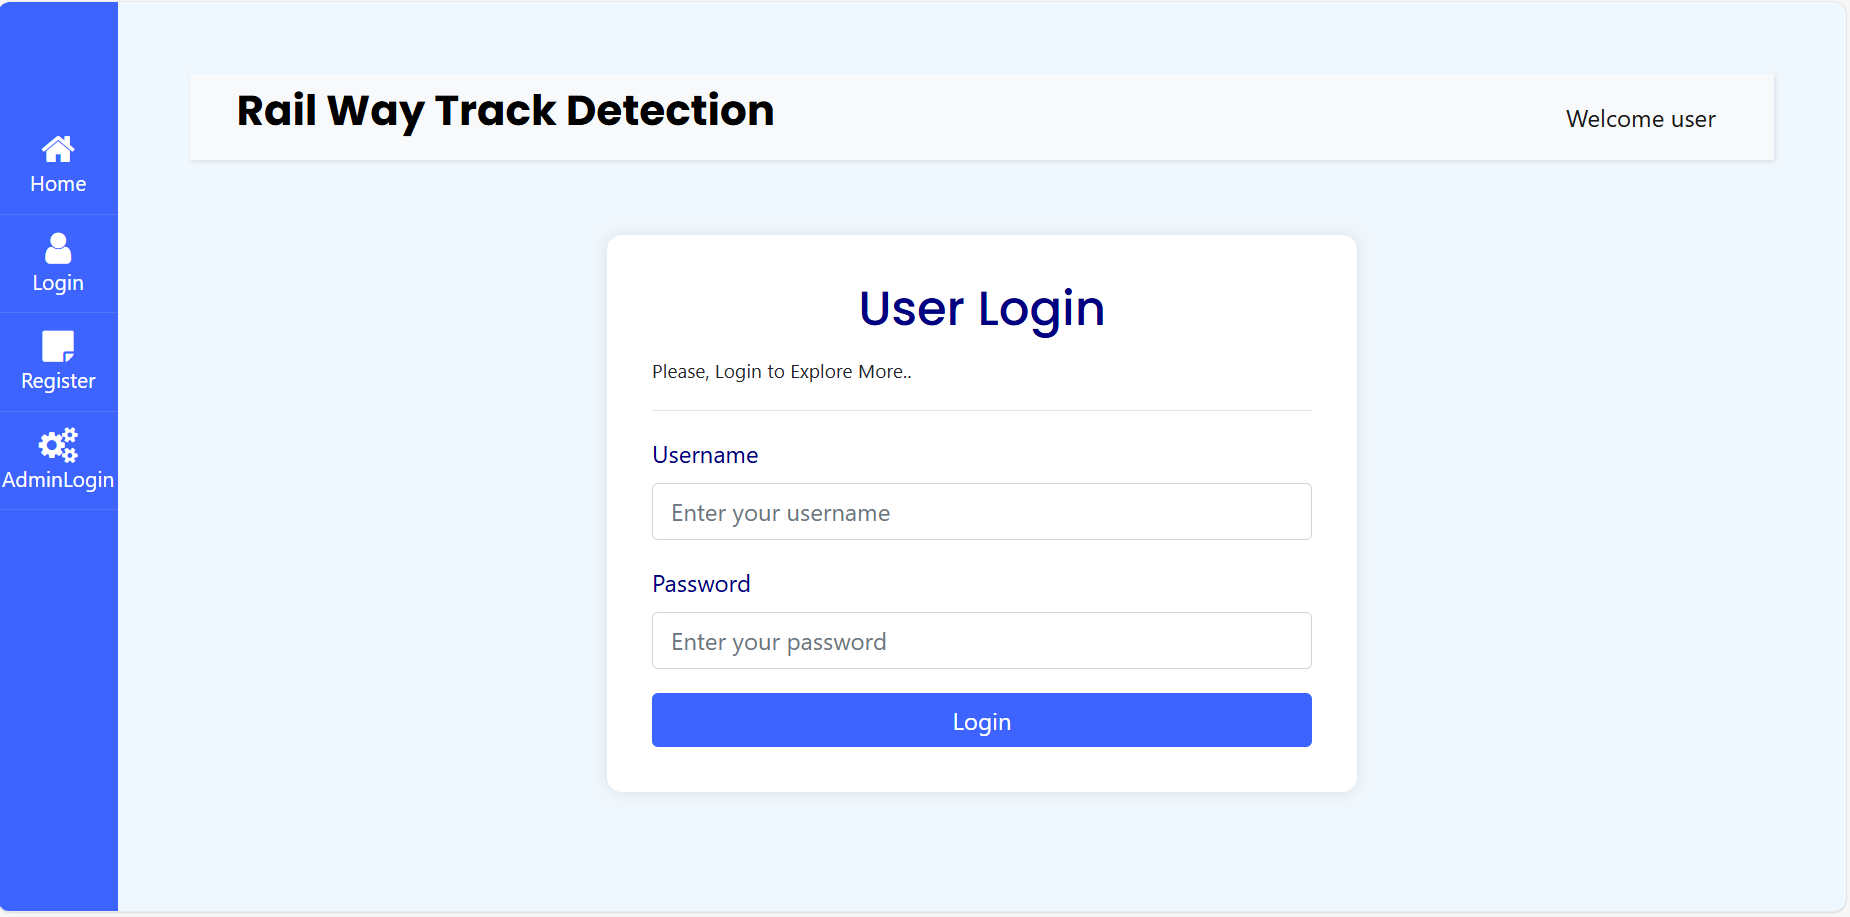 Rail Way Track Detection
Welcome user
Home
Login
Register
AdminLogin
User Login
Please, Login to Explore More..
Username
Enter your username
Password
Enter your password
Login